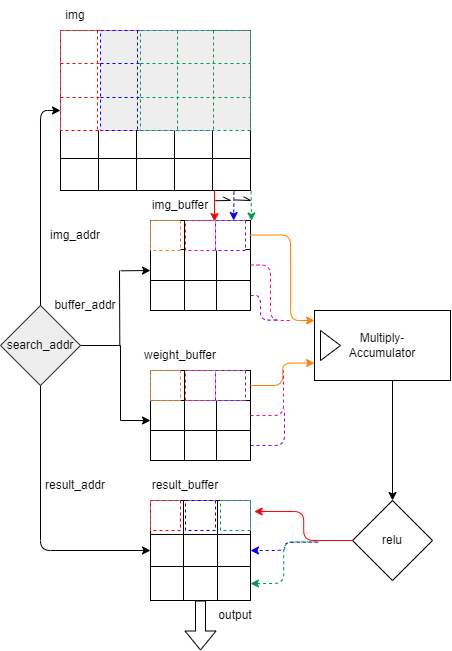 img
img_buffer
img_addr
buffer_addr
search_addr
Multiply-
Accumulator
weight_buffer
result_addr
result_buffer
relu
output